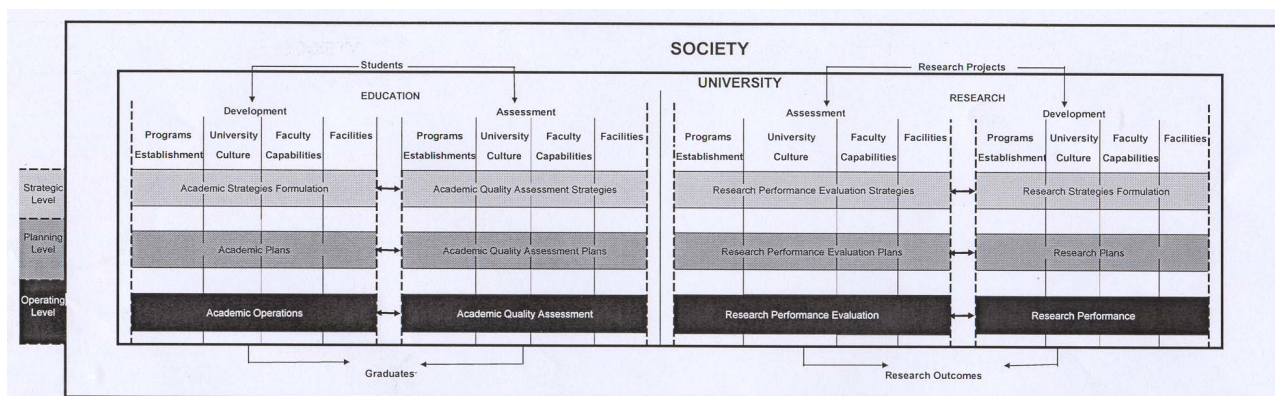 SOCIETY
Students
Research Projects
UNIVERSITY
EDUCATION
RESEARCH
Development
Assessment
Assessment
Development
Programs
Establishment
University
Culture
Faculty
Capabilities
Facilities
Programs
Establishments
University
Culture
Faculty
Capabilities
Facilities
Programs
Establishment
University
Culture
Faculty
Capabilities
Facilities
Programs
Establishment
University
Culture
Faculty
Capabilities
Facilities
Strategic
Level
Academic Strategies Formulation
Academic Quality Assessment Strategies
Research Performance Evaluation Strategies
Research Strategies Formulation
Planning
Level
Academic Plans
Academic Quality Assessment Plans
Research Performance Evaluation Plans
Research Plans
Operating
Level
Academic Operations
Academic Quality Assessment
Research Performance Evaluation
Research Performance
Graduates
Research Outcomes